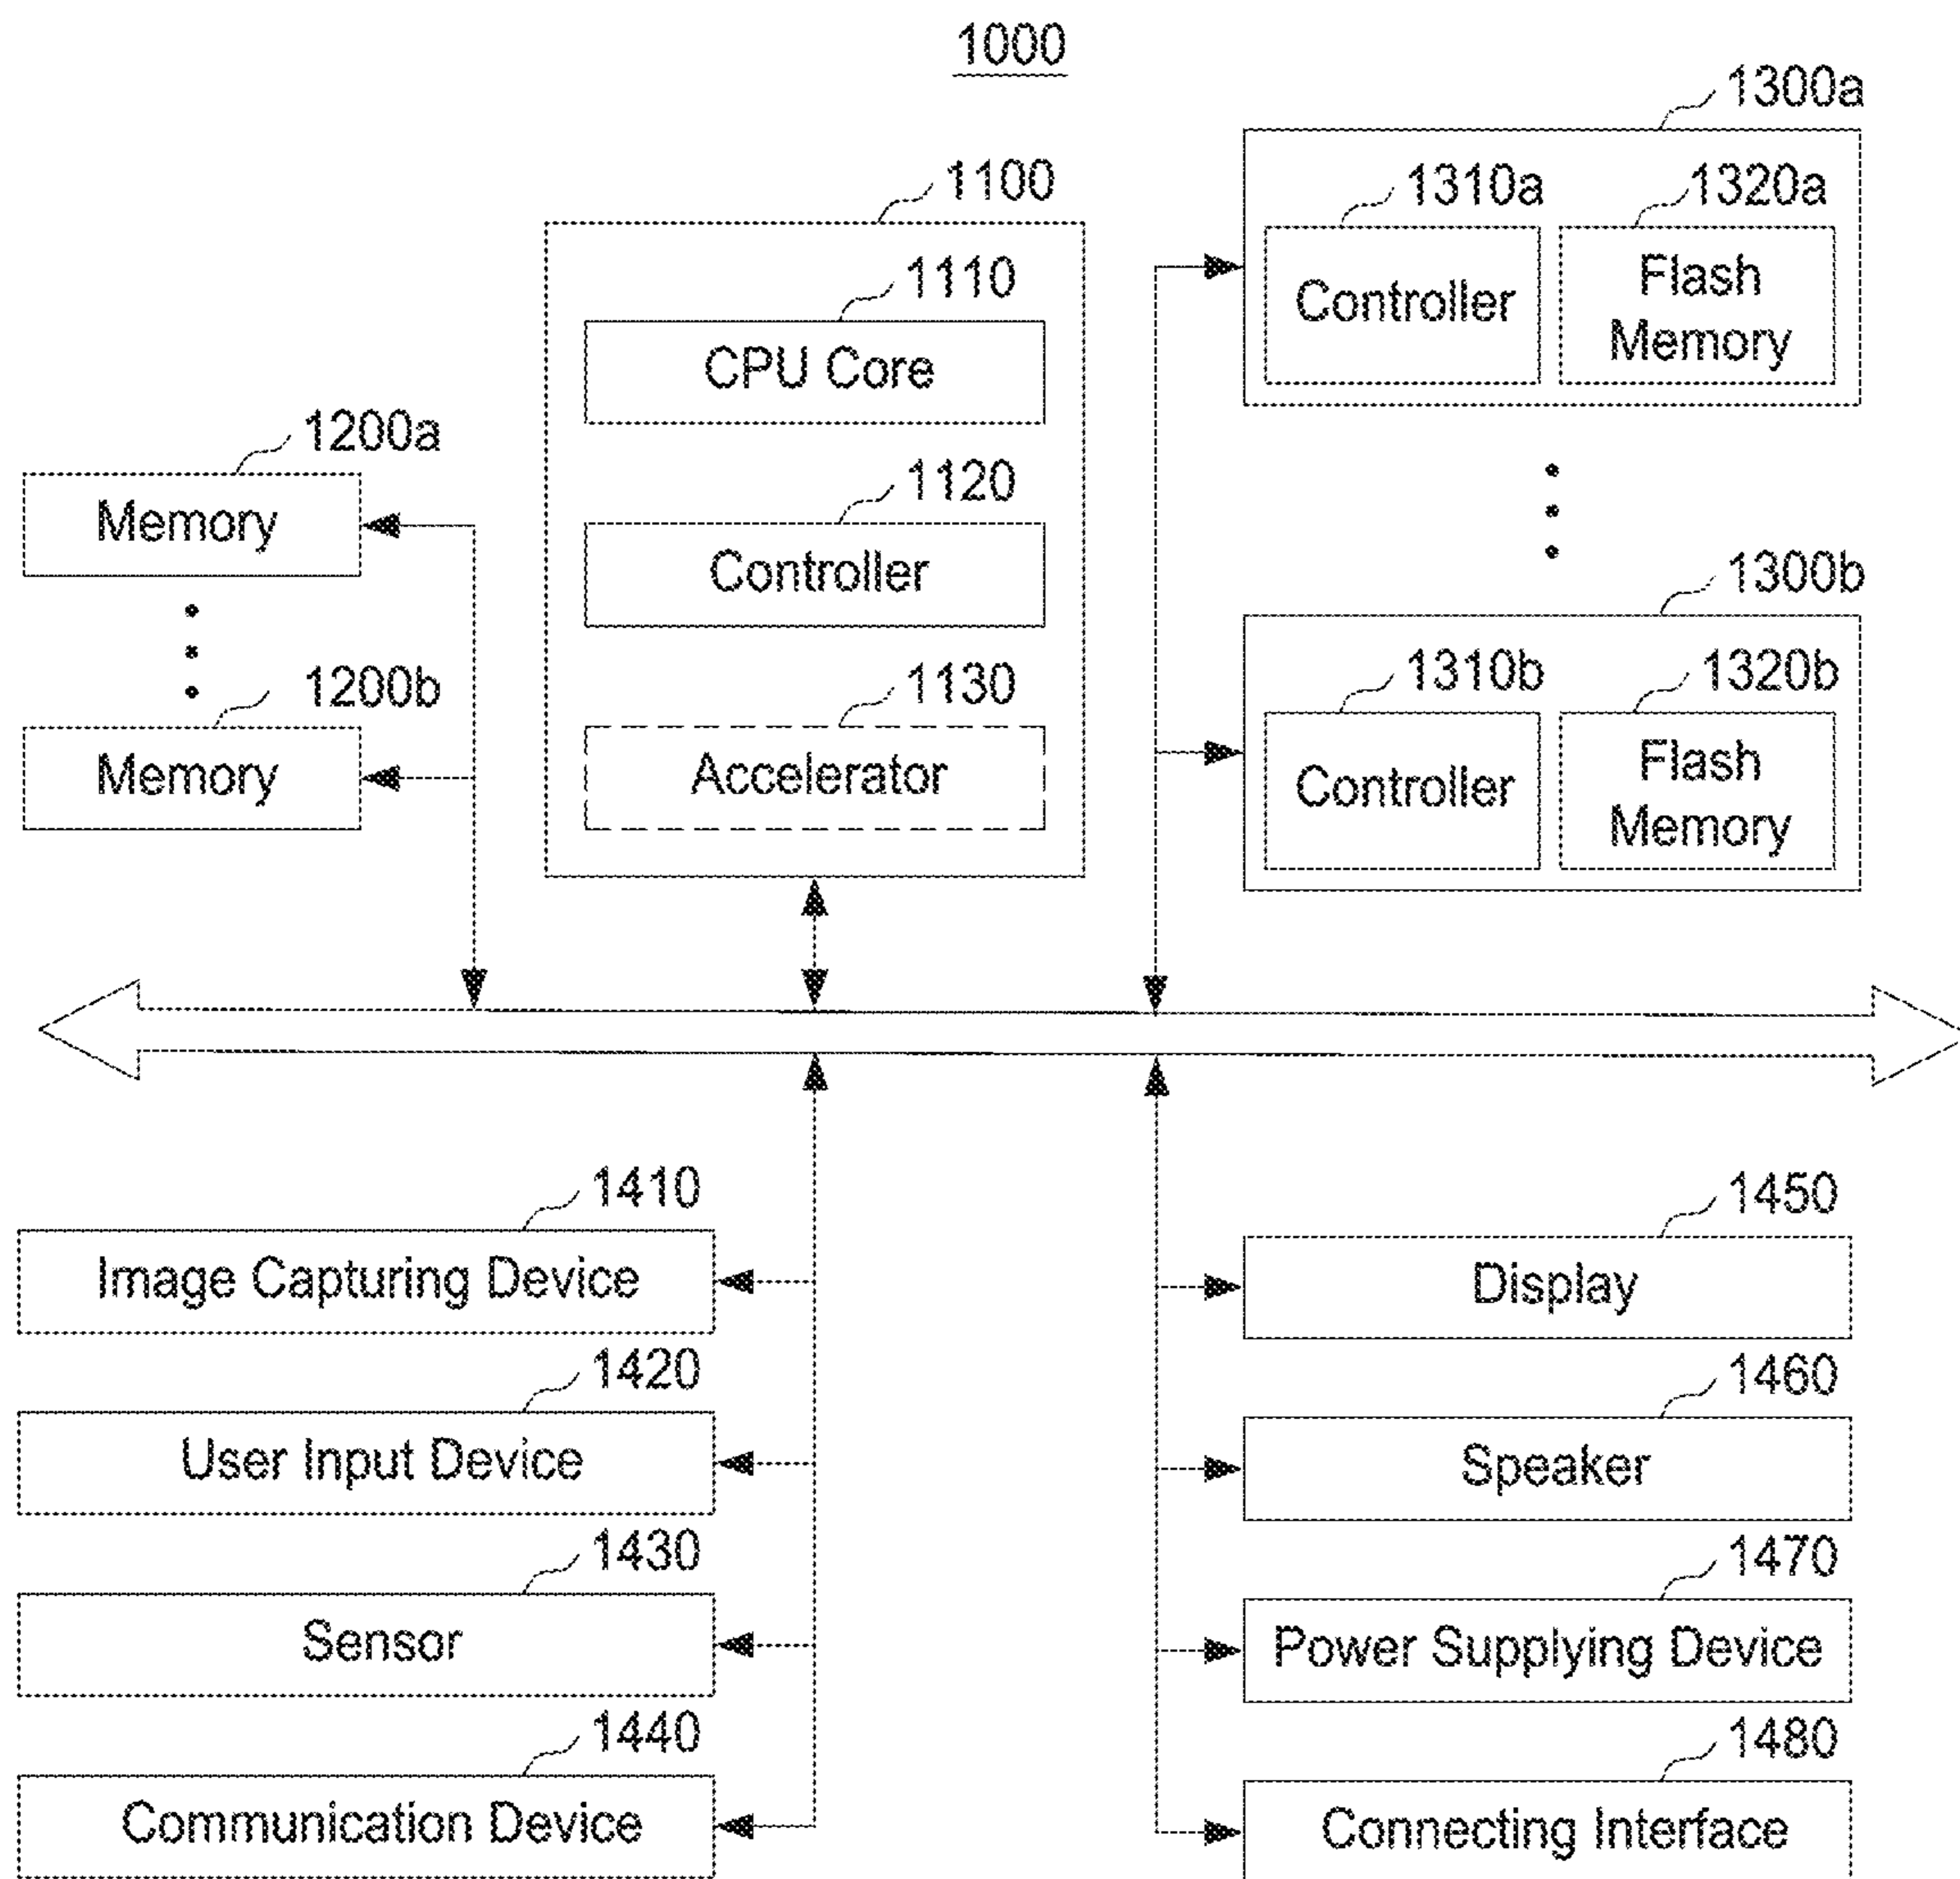 1000
1300a
1310a
1320a
Controller
Flash
Memory
1100
1110
CPU Core
1120
Controller
1130
Accelerator
1200a
Memory
1200b
Memory
1300b
1310b
1320b
Controller
Flash
Memory
1410
Image Capturing Device
1420
User Input Device
1430
Sensor
1440
Communication Device
1450
Display
1460
Speaker
1470
Power Supplying Device
1480
Connecting Interface